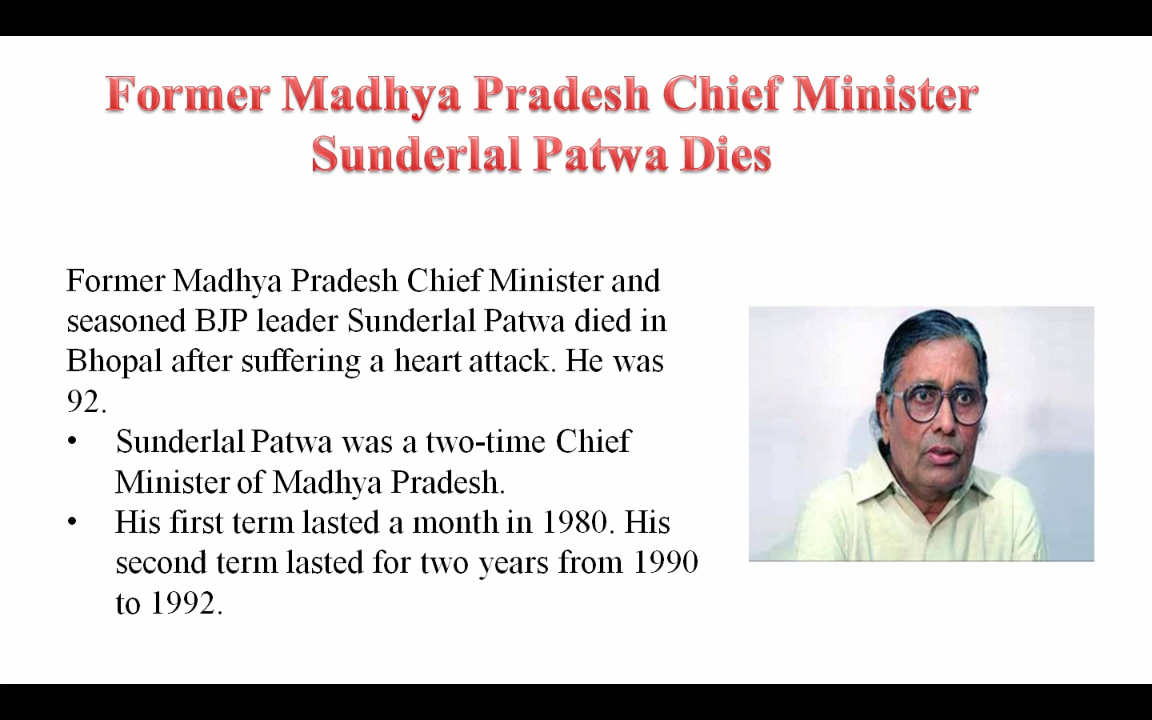 Former Madhya Pradesh Chief Minister
Sunderlal Patwa Dies
Former Madhya Pradesh Chief Minister and
seasoned BJP leader Sunderlal Patwa died in
Bhopal after suffering a heart attack. He was
92.
• Sunderlal Patwa was a two-time Chief
Minister of Madhya Pradesh.
• His first term lasted a month in 1980. His
second term lasted for two years from 1990
to 1992.